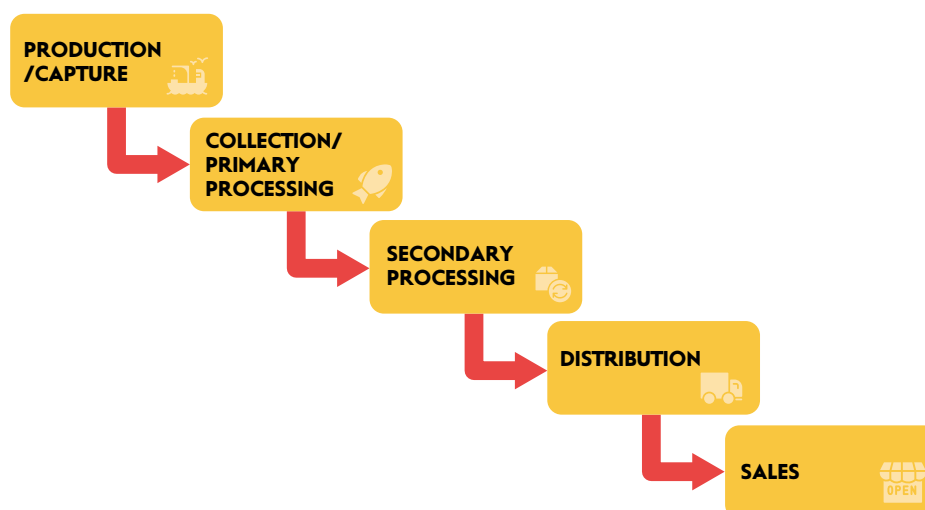 PRODUCTION
/CAPTURE
COLLECTION/
PRIMARY
PROCESSING
SECONDARY
PROCESSING
DISTRIBUTION
SALES
OPEN